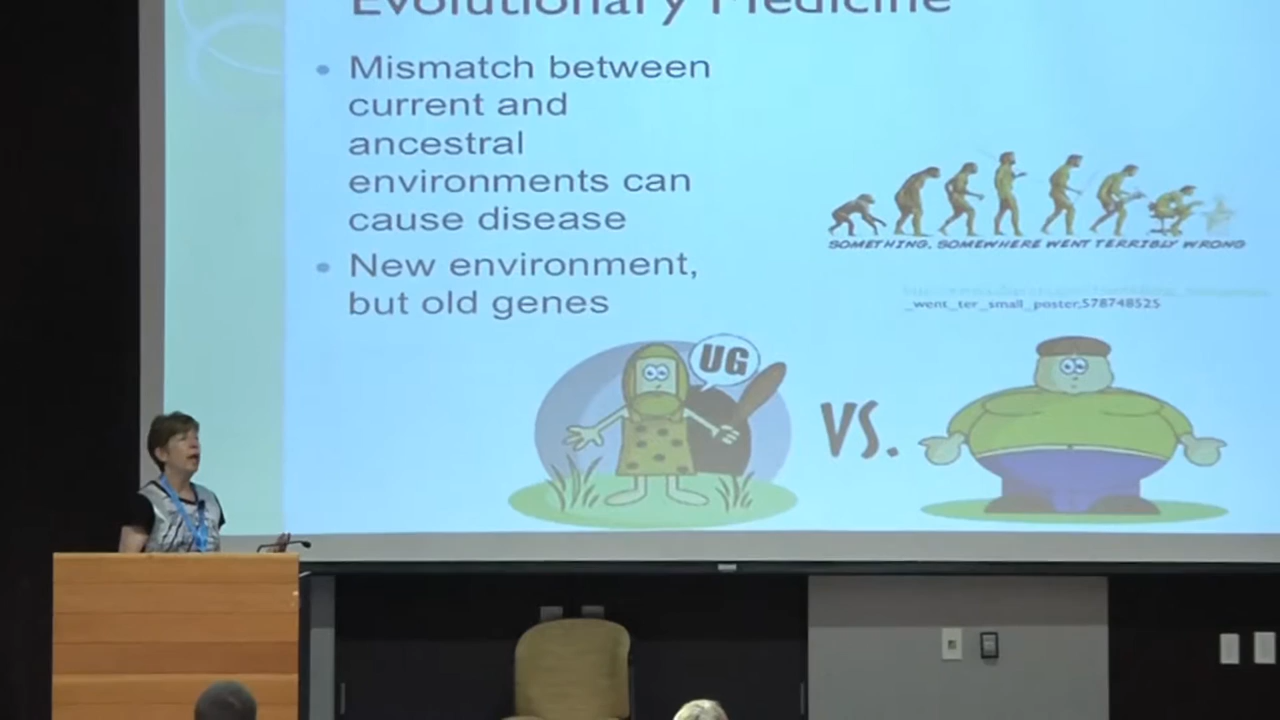 Evolutionary Medicine
Mismatch between
current and
ancestral
environments can
cause disease
New environment,
but old genes
SOMETHING, SOMEWHERE WENT TERRIBLY WRONG
_went_ter_small_poster,578748525
UG
VS.